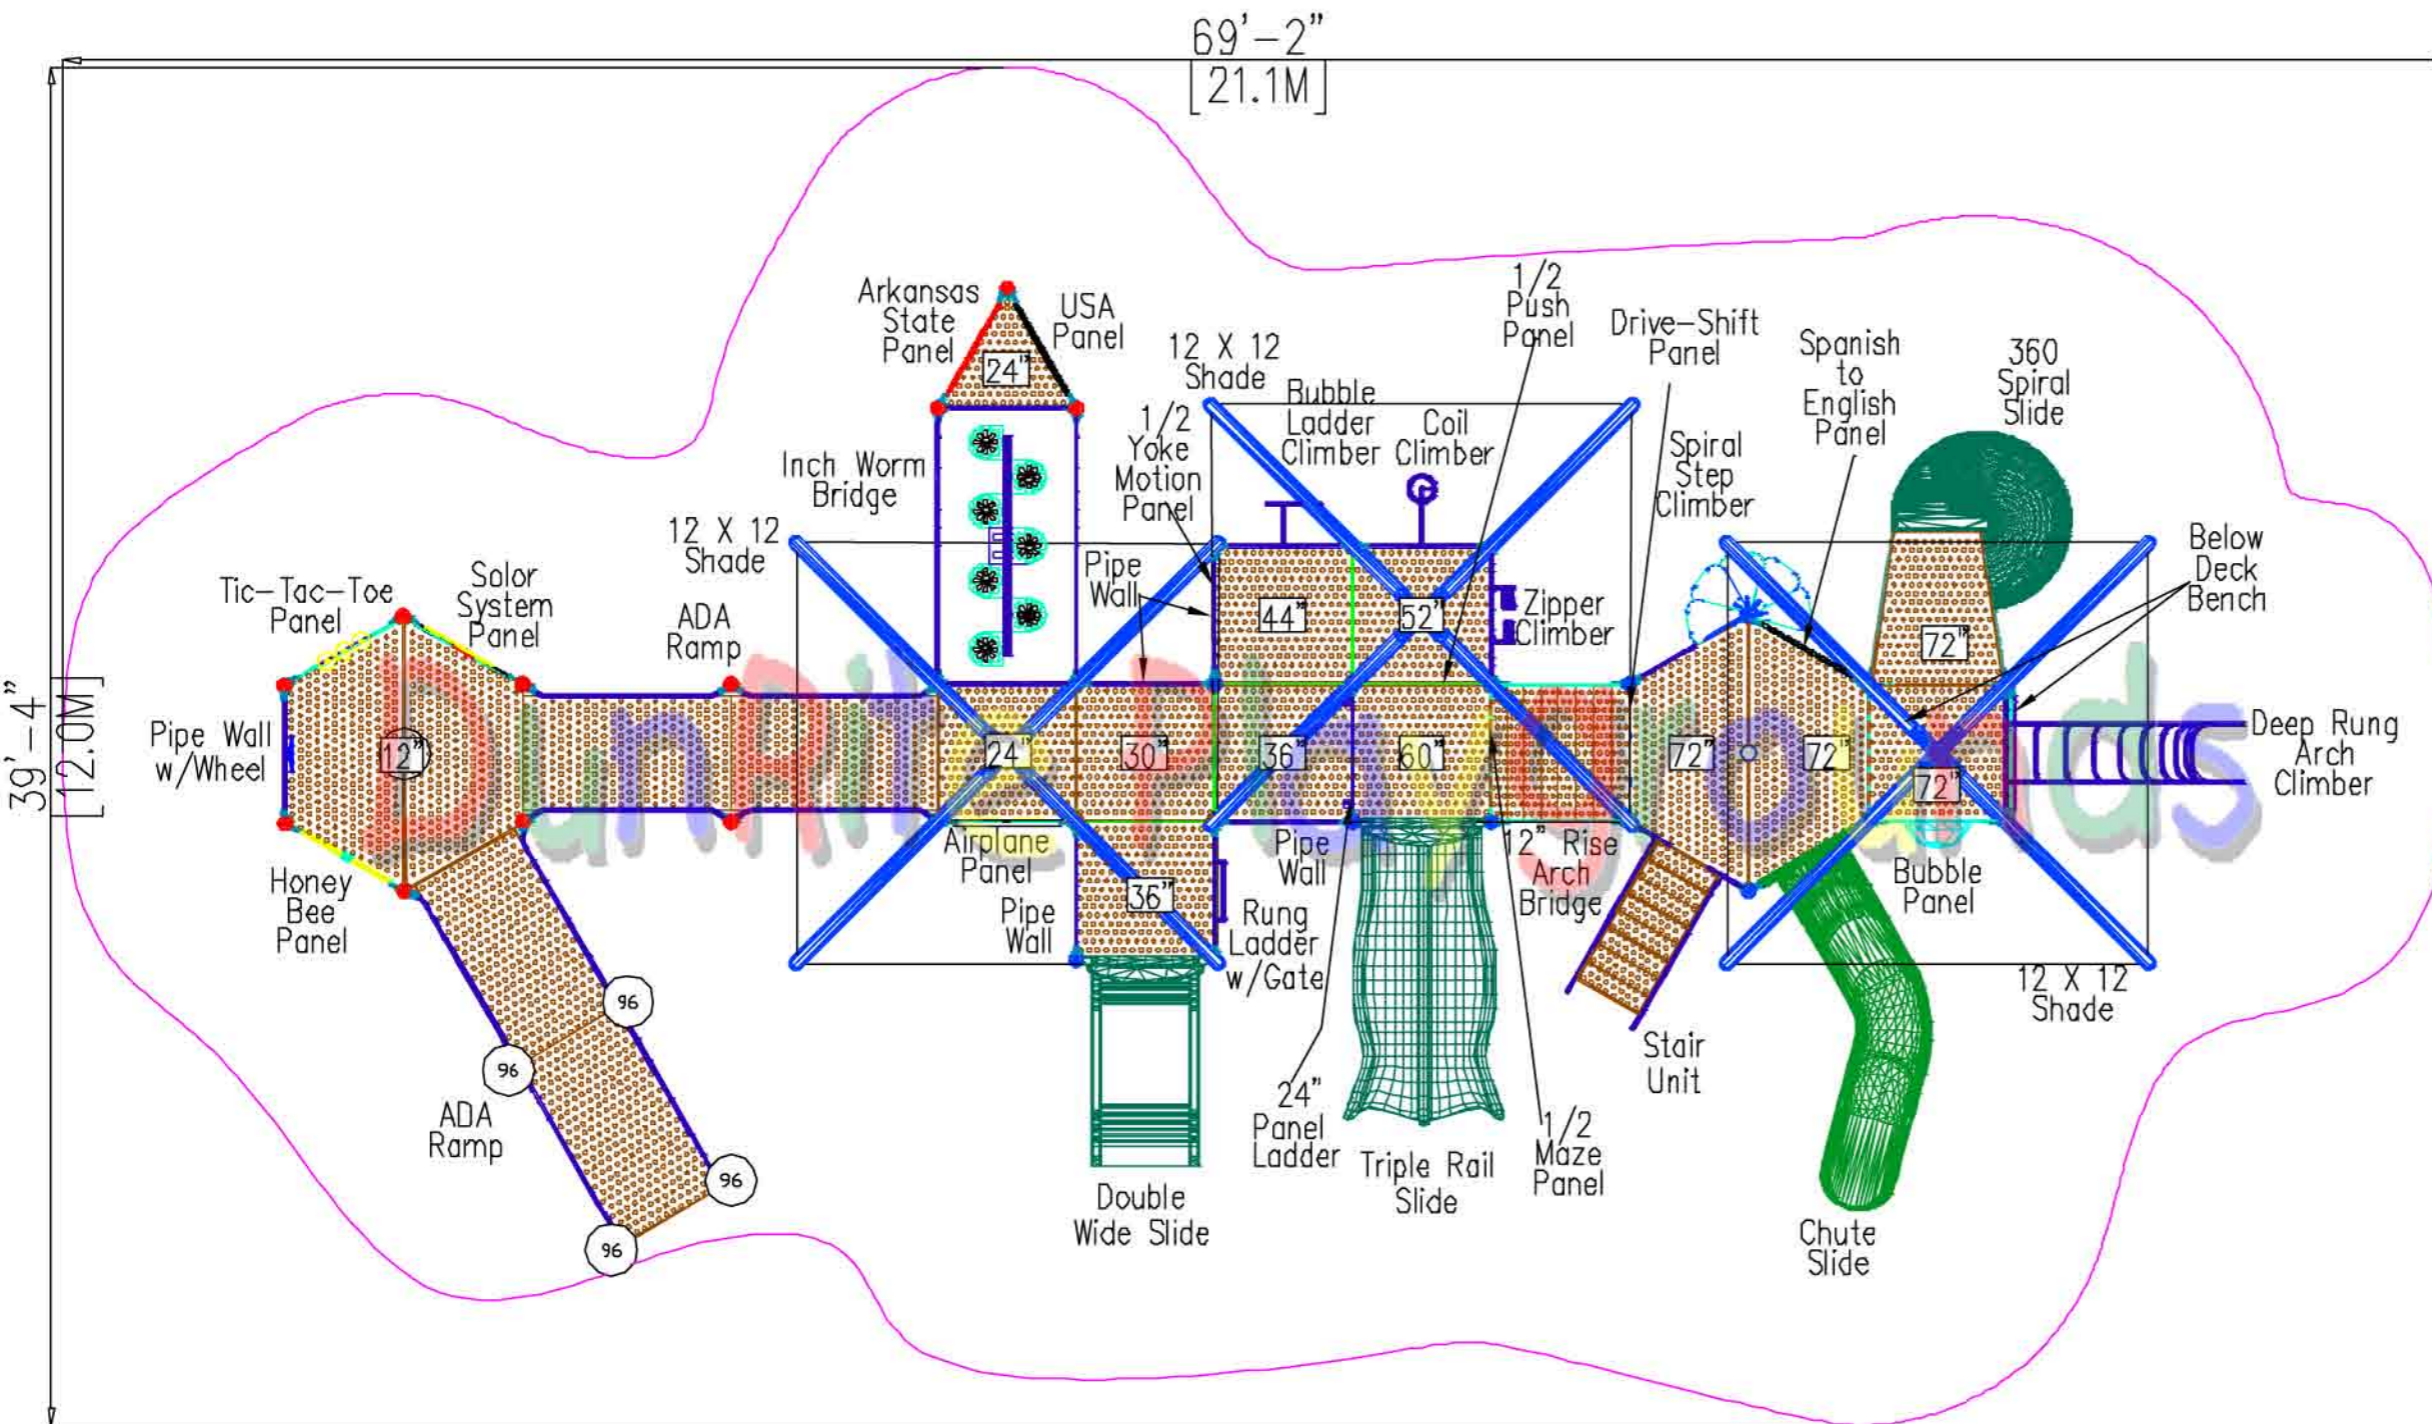 69'-2"
[21.1M]
39'-4"
[12.0M]
Arkansas
State
Panel
USA
Panel
24"
12 X 12
Shade
1/2
Push
Panel
Drive-Shift
Panel
Spanish
to
English
Panel
360
Spiral
Slide
1/2
Yoke
Motion
Panel
Bubble
Ladder
Climber
Coil
Climber
Spiral
Step
Climber
Inch Worm
Bridge
12 X 12
Shade
Pipe
Wall
Below
Deck
Bench
Tic-Tac-Toe
Panel
Solor
System
Panel
ADA
Ramp
44"
52"
Zipper
Climber
72"
Pipe Wall
w/Wheel
12"
24"
30"
36"
60"
72"
72"
72"
Deep Rung
Arch
Climber
DunRite Playgrounds
Honey
Bee
Panel
Airplane
Panel
Pipe
Wall
36"
Rung
Ladder
w/Gate
Pipe
Wall
12" Rise
Arch
Bridge
Bubble
Panel
12 X 12
Shade
96
96
96
96
ADA
Ramp
Stair
Unit
24"
Panel
Ladder
1/2
Maze
Panel
Triple Rail
Slide
Double
Wide Slide
Chute
Slide